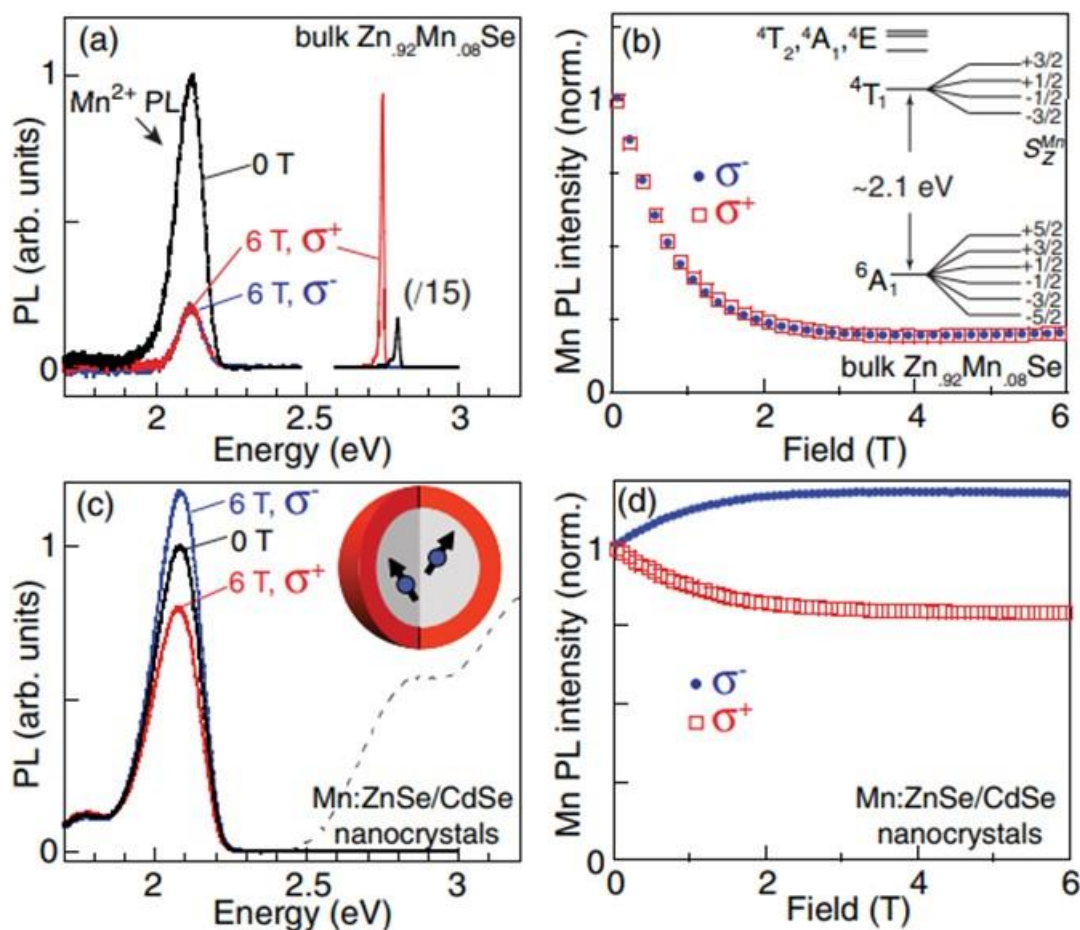 (a)
bulk Zn.92Mn.08Se
1
Mn2+ PL
0 T
6 T, σ+
6 T, σ-
(/15)
PL (arb. units)
0
2
2.5
3
Energy (eV)
(b)
4T2,4A1,4E
4T1
+3/2
+1/2
-1/2
-3/2
SZMn
~2.1 eV
6A1
+5/2
+3/2
+1/2
-1/2
-3/2
-5/2
1
σ-
σ+
Mn PL intensity (norm.)
bulk Zn.92Mn.08Se
0
0
2
4
6
Field (T)
(c)
6 T, σ-
0 T
6 T, σ+
1
PL (arb. units)
0
Mn:ZnSe/CdSe
nanocrystals
2
2.5
3
Energy (eV)
(d)
1
Mn PL intensity (norm.)
σ-
σ+
Mn:ZnSe/CdSe
nanocrystals
0
0
2
4
6
Field (T)